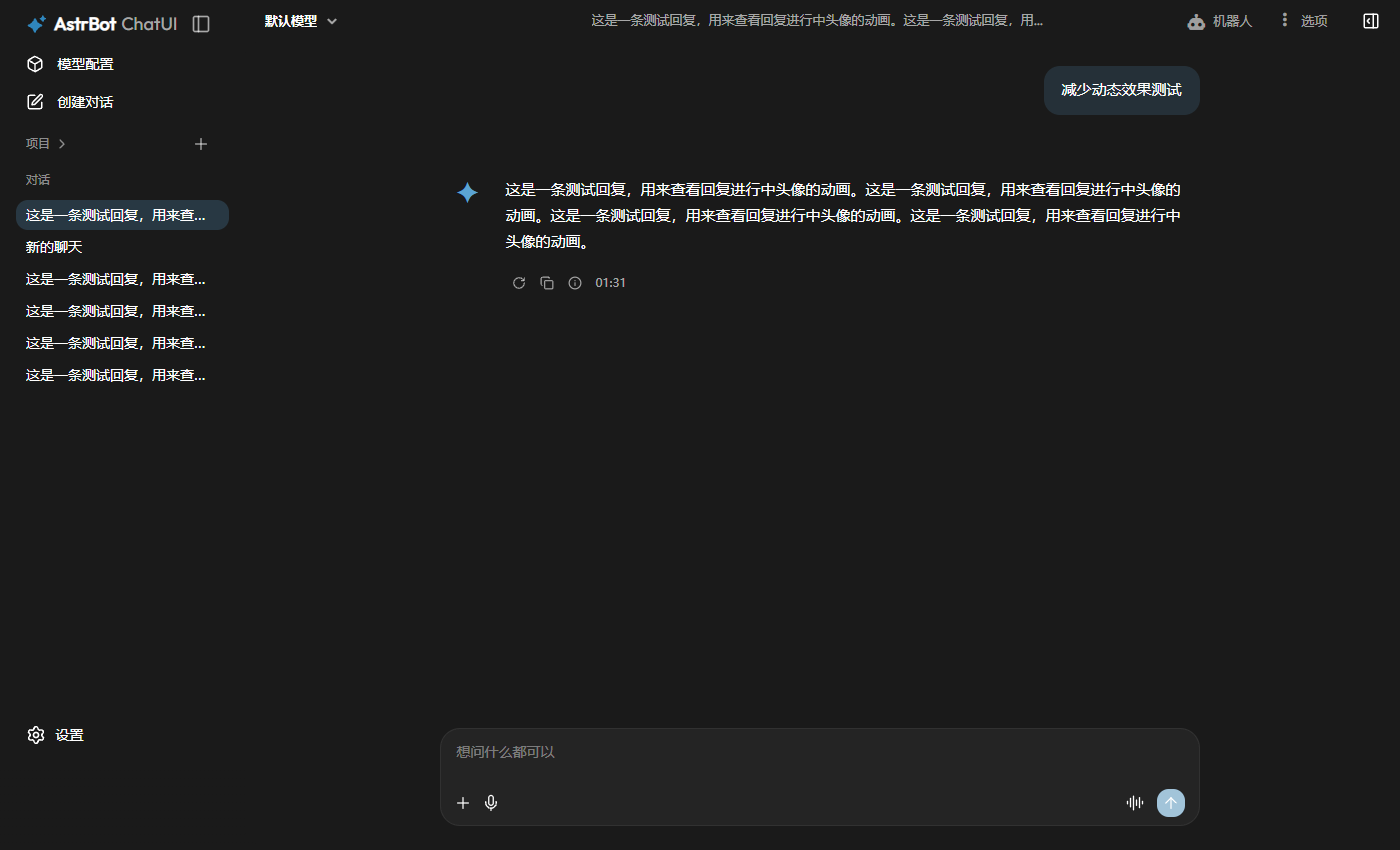 AstrBot ChatUI
默认模型
这是一条测试回复，用来查看回复进行中头像的动画。这是一条测试回复，用...
机器人
选项
模型配置
创建对话
项目
对话
这是一条测试回复，用来查...
新的聊天
这是一条测试回复，用来查...
这是一条测试回复，用来查...
这是一条测试回复，用来查...
这是一条测试回复，用来查...
设置
减少动态效果测试
这是一条测试回复，用来查看回复进行中头像的动画。这是一条测试回复，用来查看回复进行中头像的
动画。这是一条测试回复，用来查看回复进行中头像的动画。这是一条测试回复，用来查看回复进行中
头像的动画。
01:31
想问什么都可以